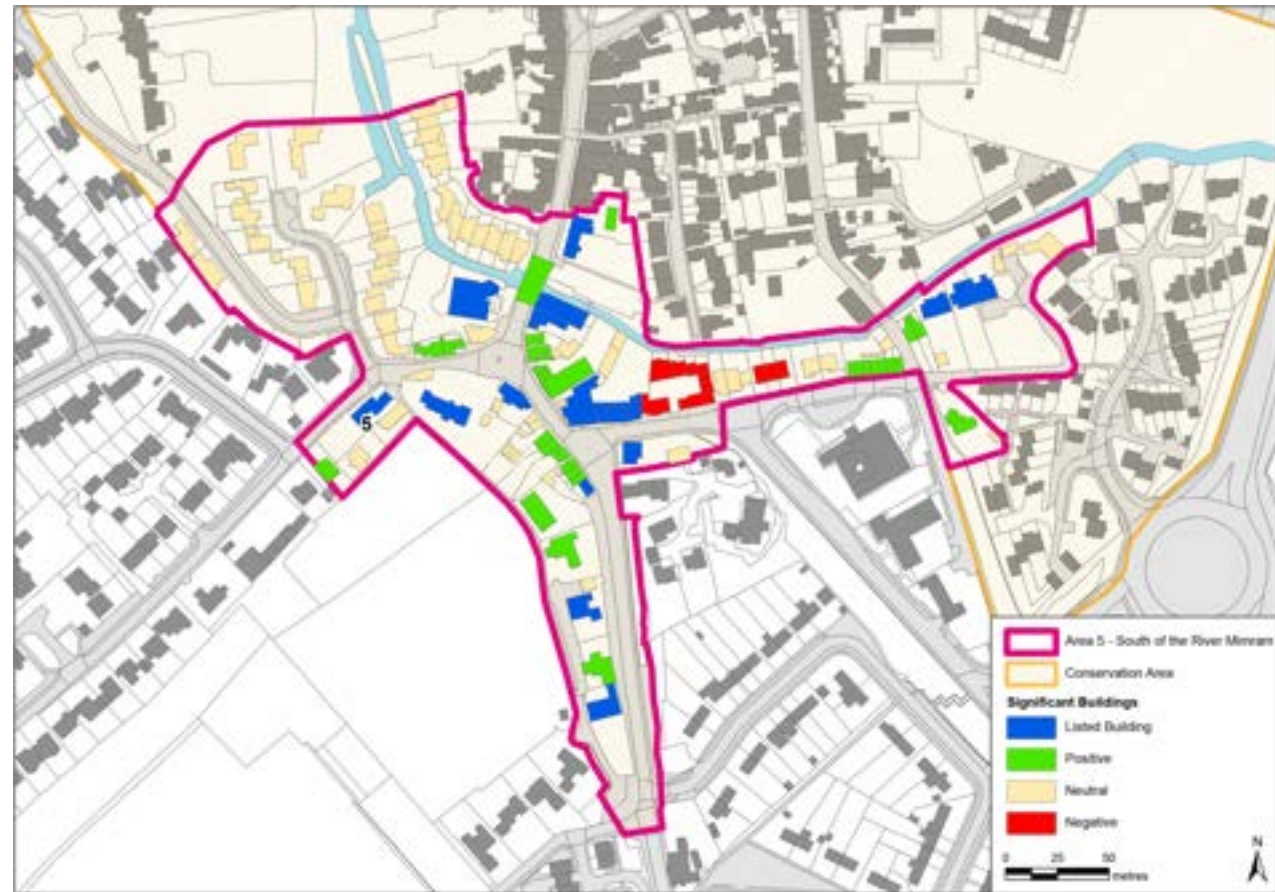 5
Area 5 - South of the River Mimram
Conservation Area
Significant Buildings
Listed Building
Positive
Neutral
Negative
0 25 50
metres
N